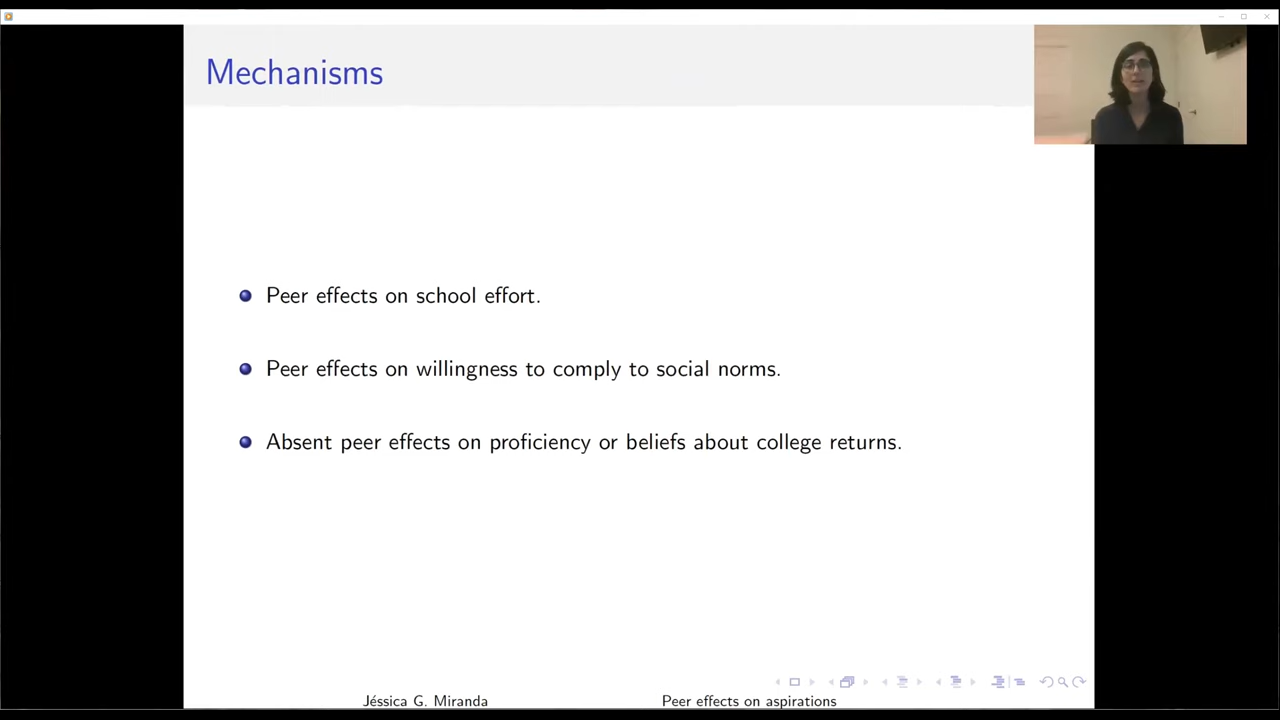 Mechanisms
Peer effects on school effort.
Peer effects on willingness to comply to social norms.
Absent peer effects on proficiency or beliefs about college returns.
Jéssica G. Miranda
Peer effects on aspirations